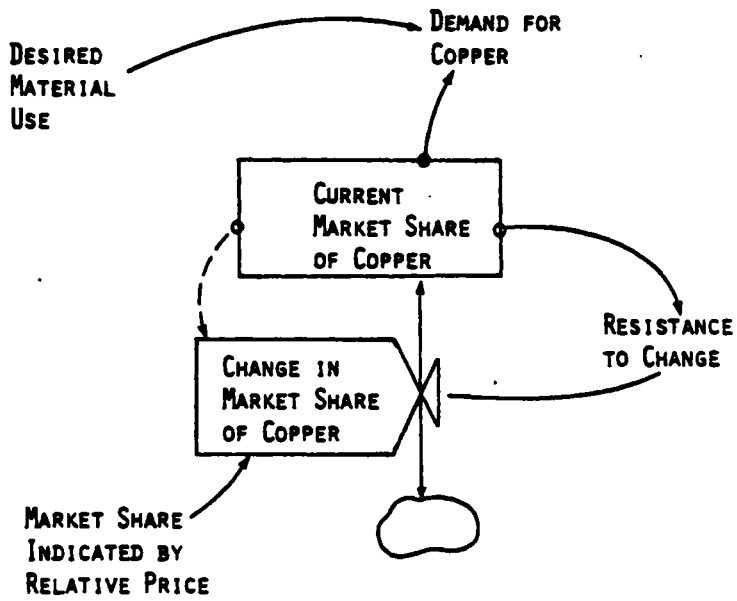 DEMAND FOR
COPPER
DESIRED
MATERIAL
USE
CURRENT
MARKET SHARE
OF COPPER
RESISTANCE
TO CHANGE
CHANGE IN
MARKET SHARE
OF COPPER
MARKET SHARE
INDICATED BY
RELATIVE PRICE